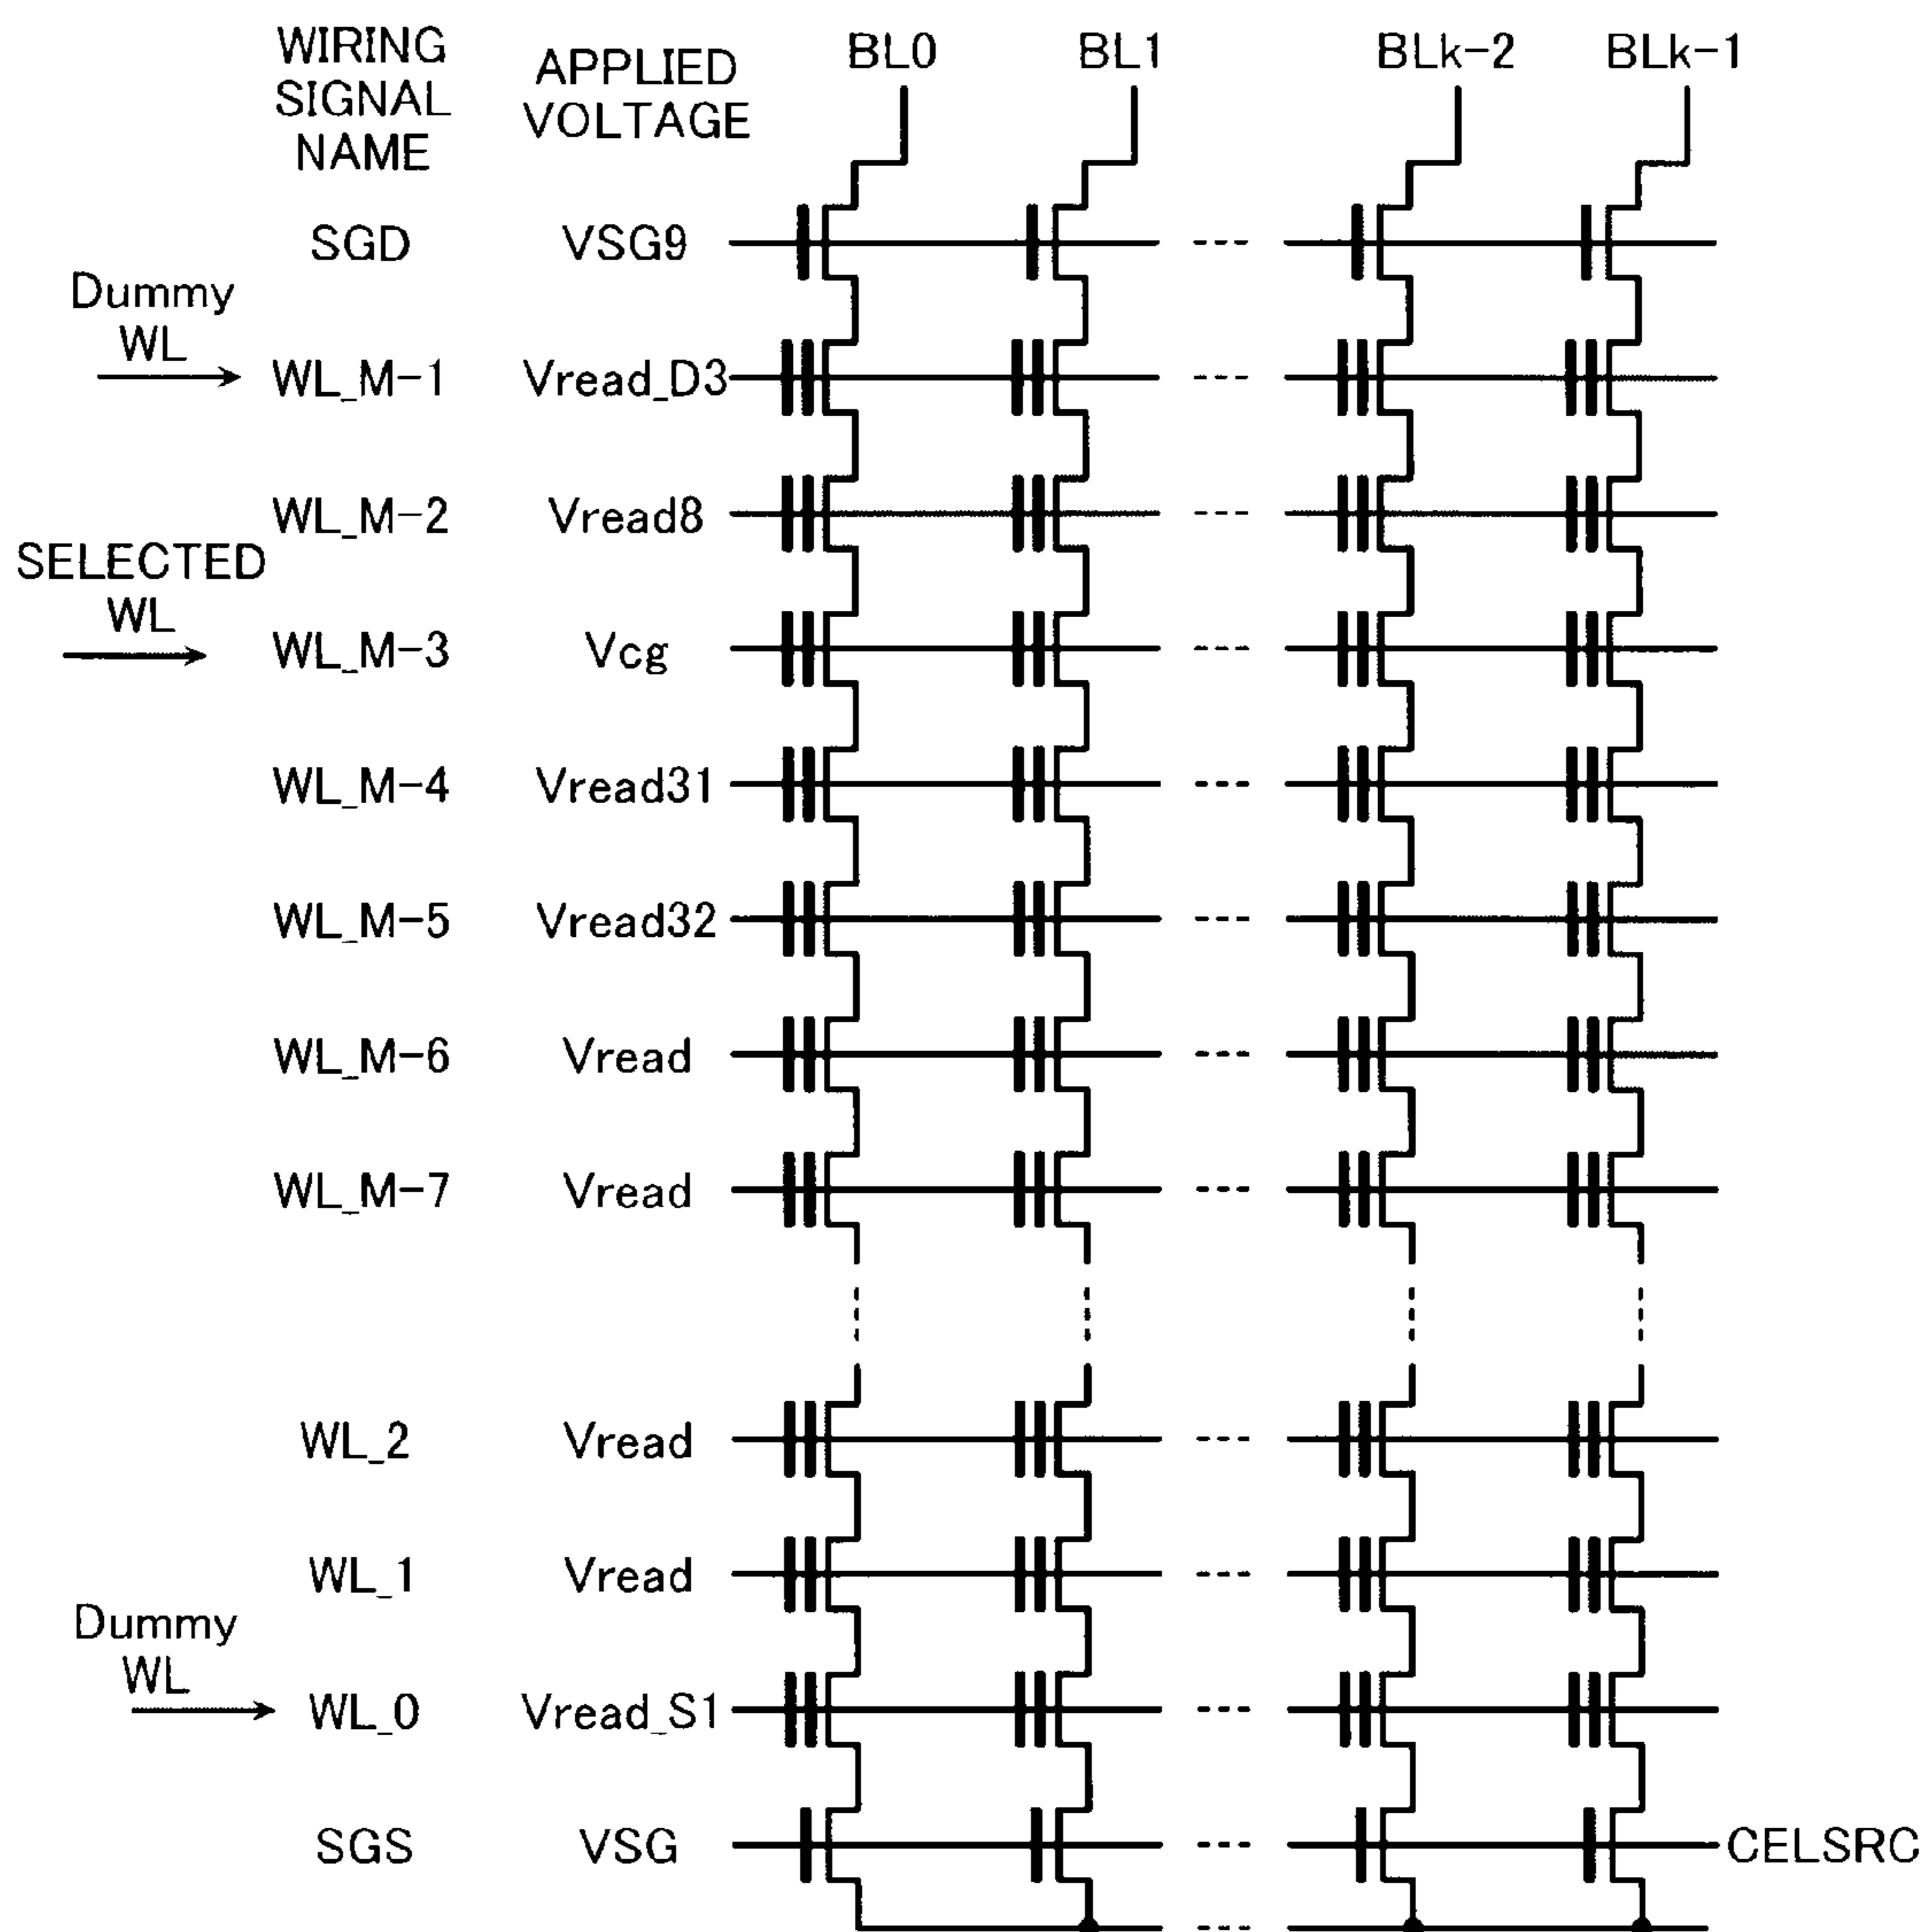 WIRING
SIGNAL
NAME
APPLIED
VOLTAGE
BL0 BL1 BLk-2 BLk-1
SGD VSG9
Dummy
WL
WL_M-1 Vread_D3
WL_M-2 Vread8
SELECTED
WL
WL_M-3 Vcg
WL_M-4 Vread31
WL_M-5 Vread32
WL_M-6 Vread
WL_M-7 Vread
WL_2 Vread
WL_1 Vread
Dummy
WL
WL_0 Vread_S1
SGS VSG CELSRC